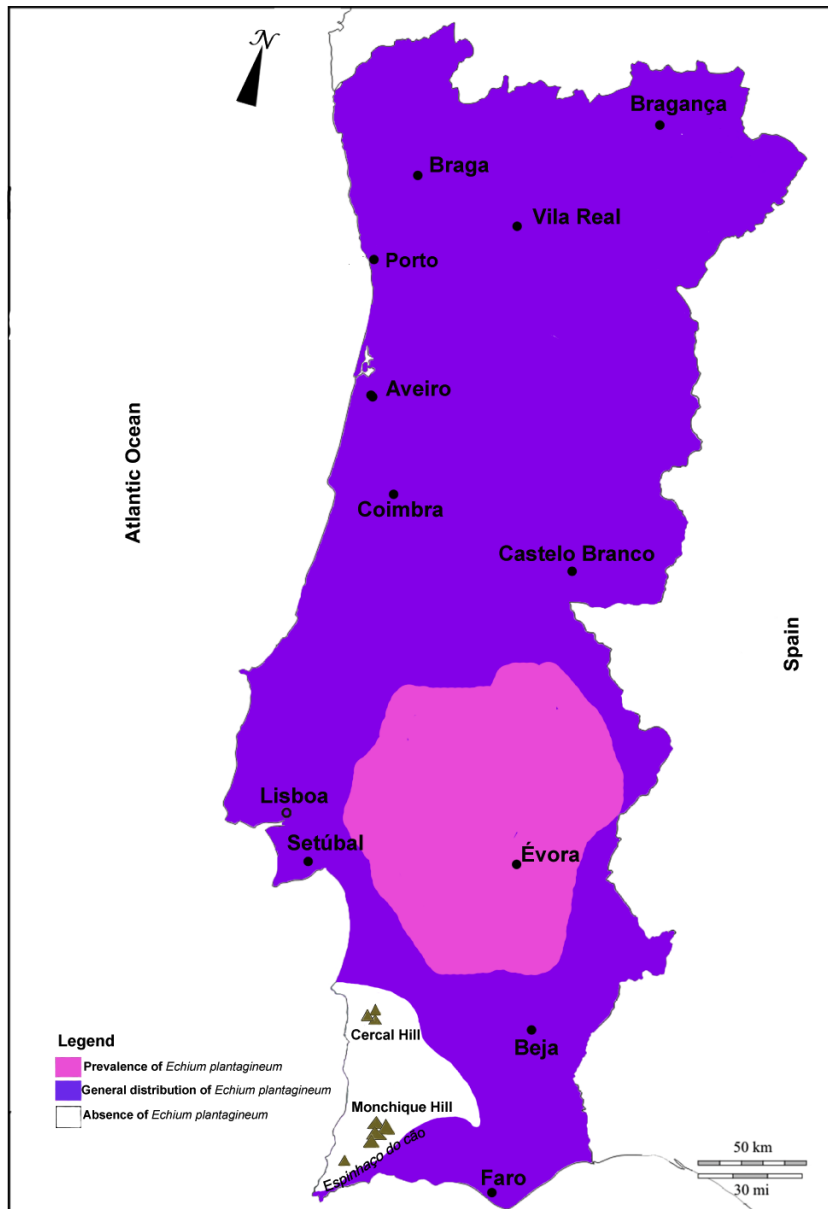 N
Bragança
Braga
Vila Real
Porto
Aveiro
Atlantic Ocean
Coimbra
Castelo Branco
Spain
Lisboa
Setúbal
Évora
Cercal Hill
Beja
Legend
Prevalence of Echium plantagineum
General distribution of Echium plantagineum
Absence of Echium plantagineum
Monchique Hill
Espinhaço de cão
Faro
50 km
30 mi